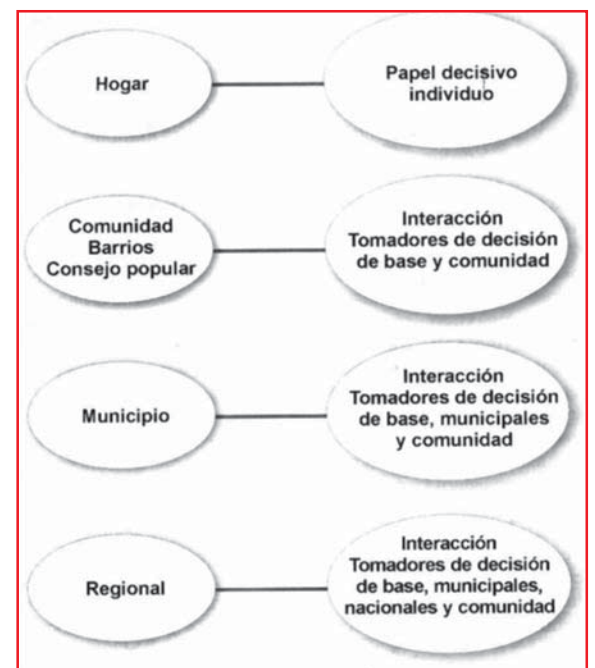 Hogar
Papel decisivo
individuo
Comunidad
Barrios
Consejo popular
Interacción
Tomadores de decisión
de base y comunidad
Municipio
Interacción
Tomadores de decisión
de base, municipales
y comunidad
Regional
Interacción
Tomadores de decisión
de base, municipales,
nacionales y comunidad